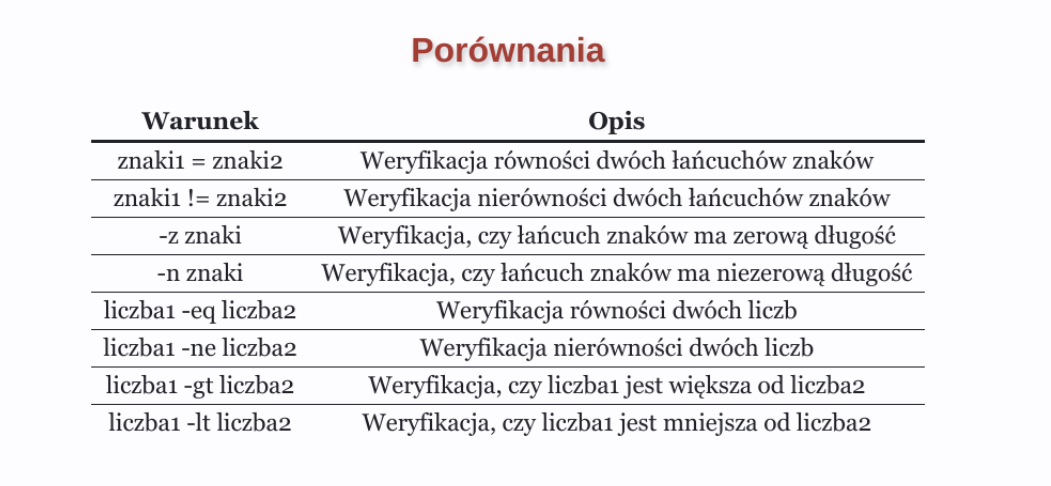 Porównania
Warunek Opis
znaki1 = znaki2 Weryfikacja równości dwóch łańcuchów znaków
znaki1 != znaki2 Weryfikacja nierówności dwóch łańcuchów znaków
-z znaki Weryfikacja, czy łańcuch znaków ma zerową długość
-n znaki Weryfikacja, czy łańcuch znaków ma niezerową długość
liczba1 -eq liczba2 Weryfikacja równości dwóch liczb
liczba1 -ne liczba2 Weryfikacja nierówności dwóch liczb
liczba1 -gt liczba2 Weryfikacja, czy liczba1 jest większa od liczba2
liczba1 -lt liczba2 Weryfikacja, czy liczba1 jest mniejsza od liczba2